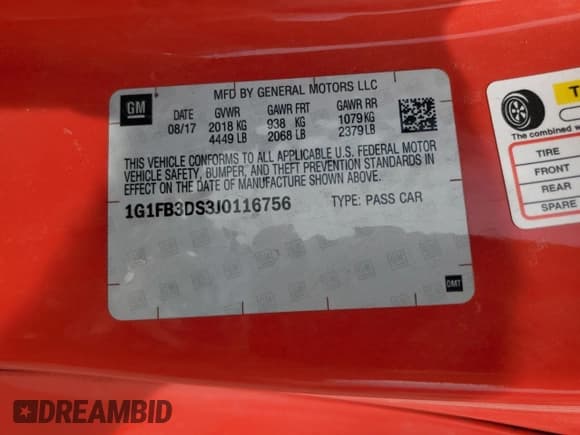 MFD BY GENERAL MOTORS LLC
GM
DATE GVWR GAWR FRT GAWR RR
08/17 2018 KG 938 KG 1079 KG
4449 LB 2068 LB 2379 LB
THIS VEHICLE CONFORMS TO ALL APPLICABLE U.S. FEDERAL MOTOR
VEHICLE SAFETY, BUMPER, AND THEFT PREVENTION STANDARDS IN
EFFECT ON THE DATE OF MANUFACTURE SHOWN ABOVE.
1G1FB3DS3J0116756 TYPE: PASS CAR
OMT
The combined
TIRE
FRONT
REAR
SPARE
DREAMBID